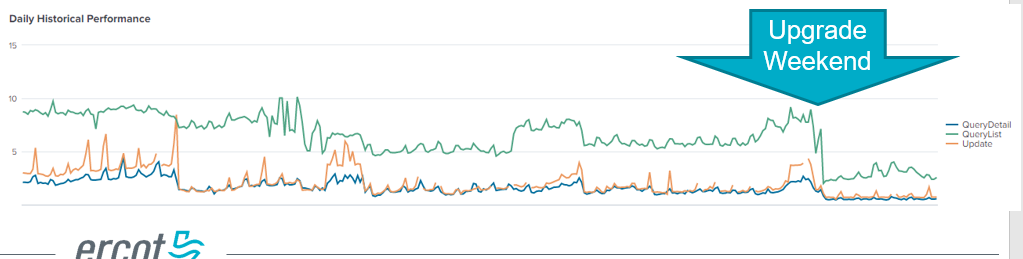 Daily Historical Performance
Upgrade
Weekend
15
10
5
QueryDetail
QueryList
Update
ercot